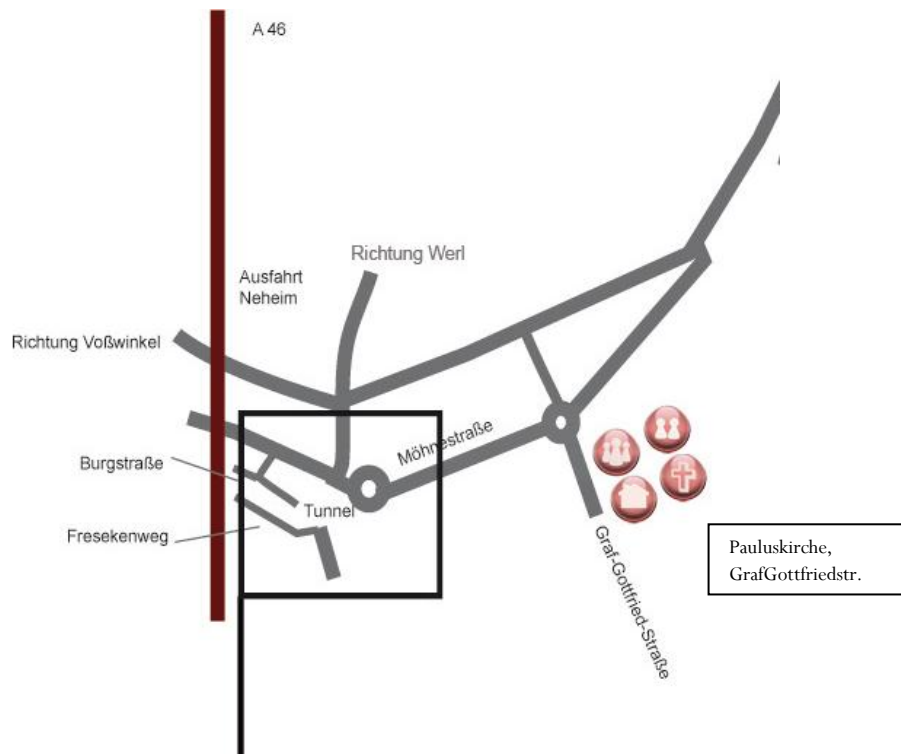 A 46
Richtung Werl
Ausfahrt
Neheim
Richtung Voßwinkel
Möhnestraße
Burgstraße
Tunnel
Fresekenweg
Graf-Gottfried-Straße
Pauluskirche,
GrafGottfriedstr.